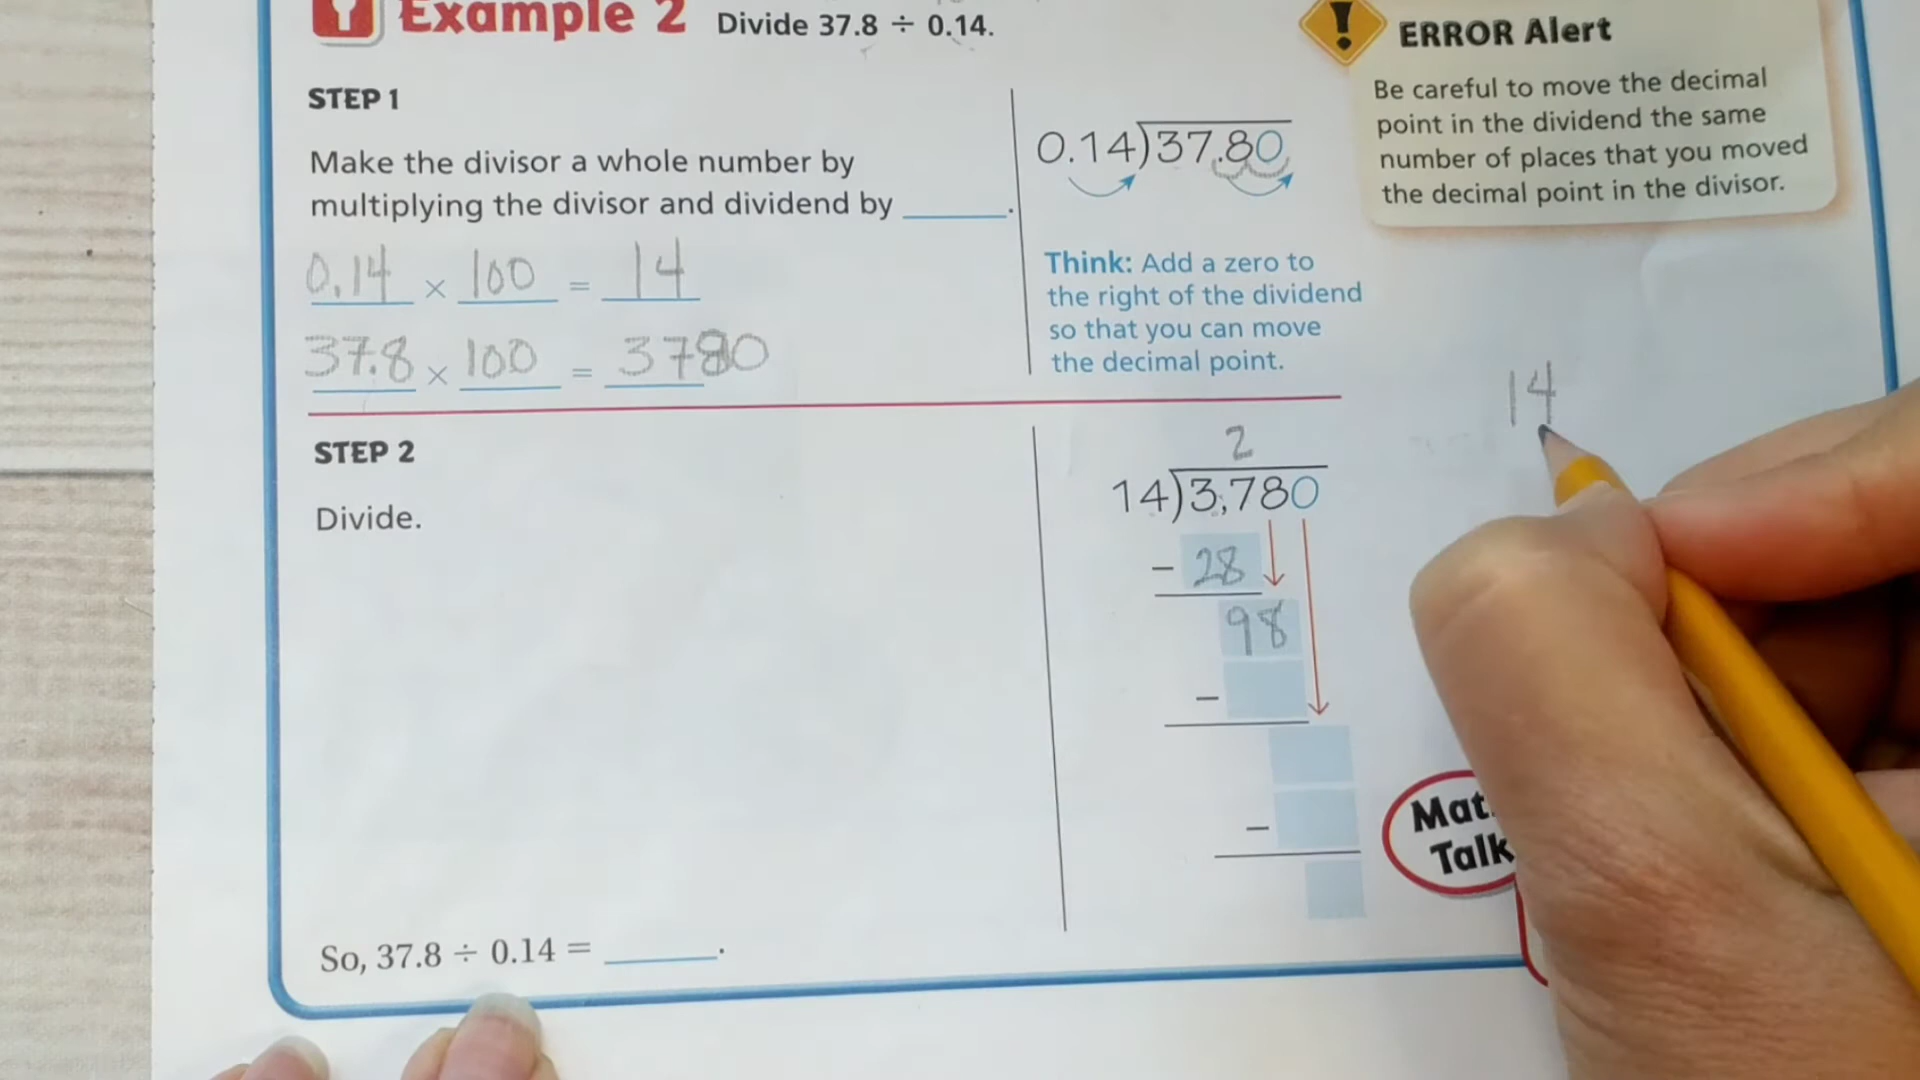 Example 2 Divide 37.8 ÷ 0.14.
STEP 1
Make the divisor a whole number by
multiplying the divisor and dividend by ______.
0.14 × 100 = 14
37.8 × 100 = 3780
0.14)37.80
Think: Add a zero to
the right of the dividend
so that you can move
the decimal point.
ERROR Alert
Be careful to move the decimal
point in the dividend the same
number of places that you moved
the decimal point in the divisor.
STEP 2
Divide.
2
14)3,780
− 28
98
−
−
14
Talk
So, 37.8 ÷ 0.14 = ______.